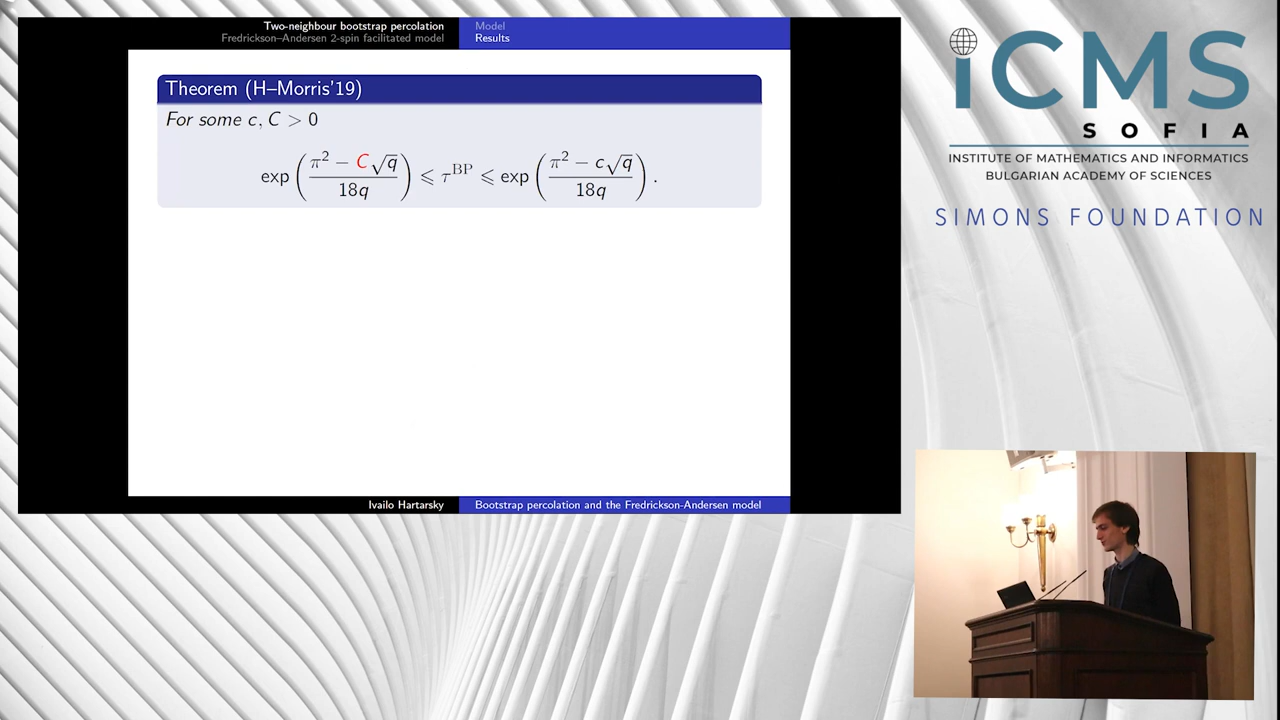 Two-neighbour bootstrap percolation
Fredrickson–Andersen 2-spin facilitated model
Model
Results
Theorem (H–Morris'19)
For some c, C > 0
exp ( (π² − C√q) / 18q ) ⩽ τ^BP ⩽ exp ( (π² − c√q) / 18q ) .
Ivailo Hartarsky
Bootstrap percolation and the Fredrickson-Andersen model
iCMS
SOFIA
INSTITUTE OF MATHEMATICS AND INFORMATICS
BULGARIAN ACADEMY OF SCIENCES
SIMONS FOUNDATION